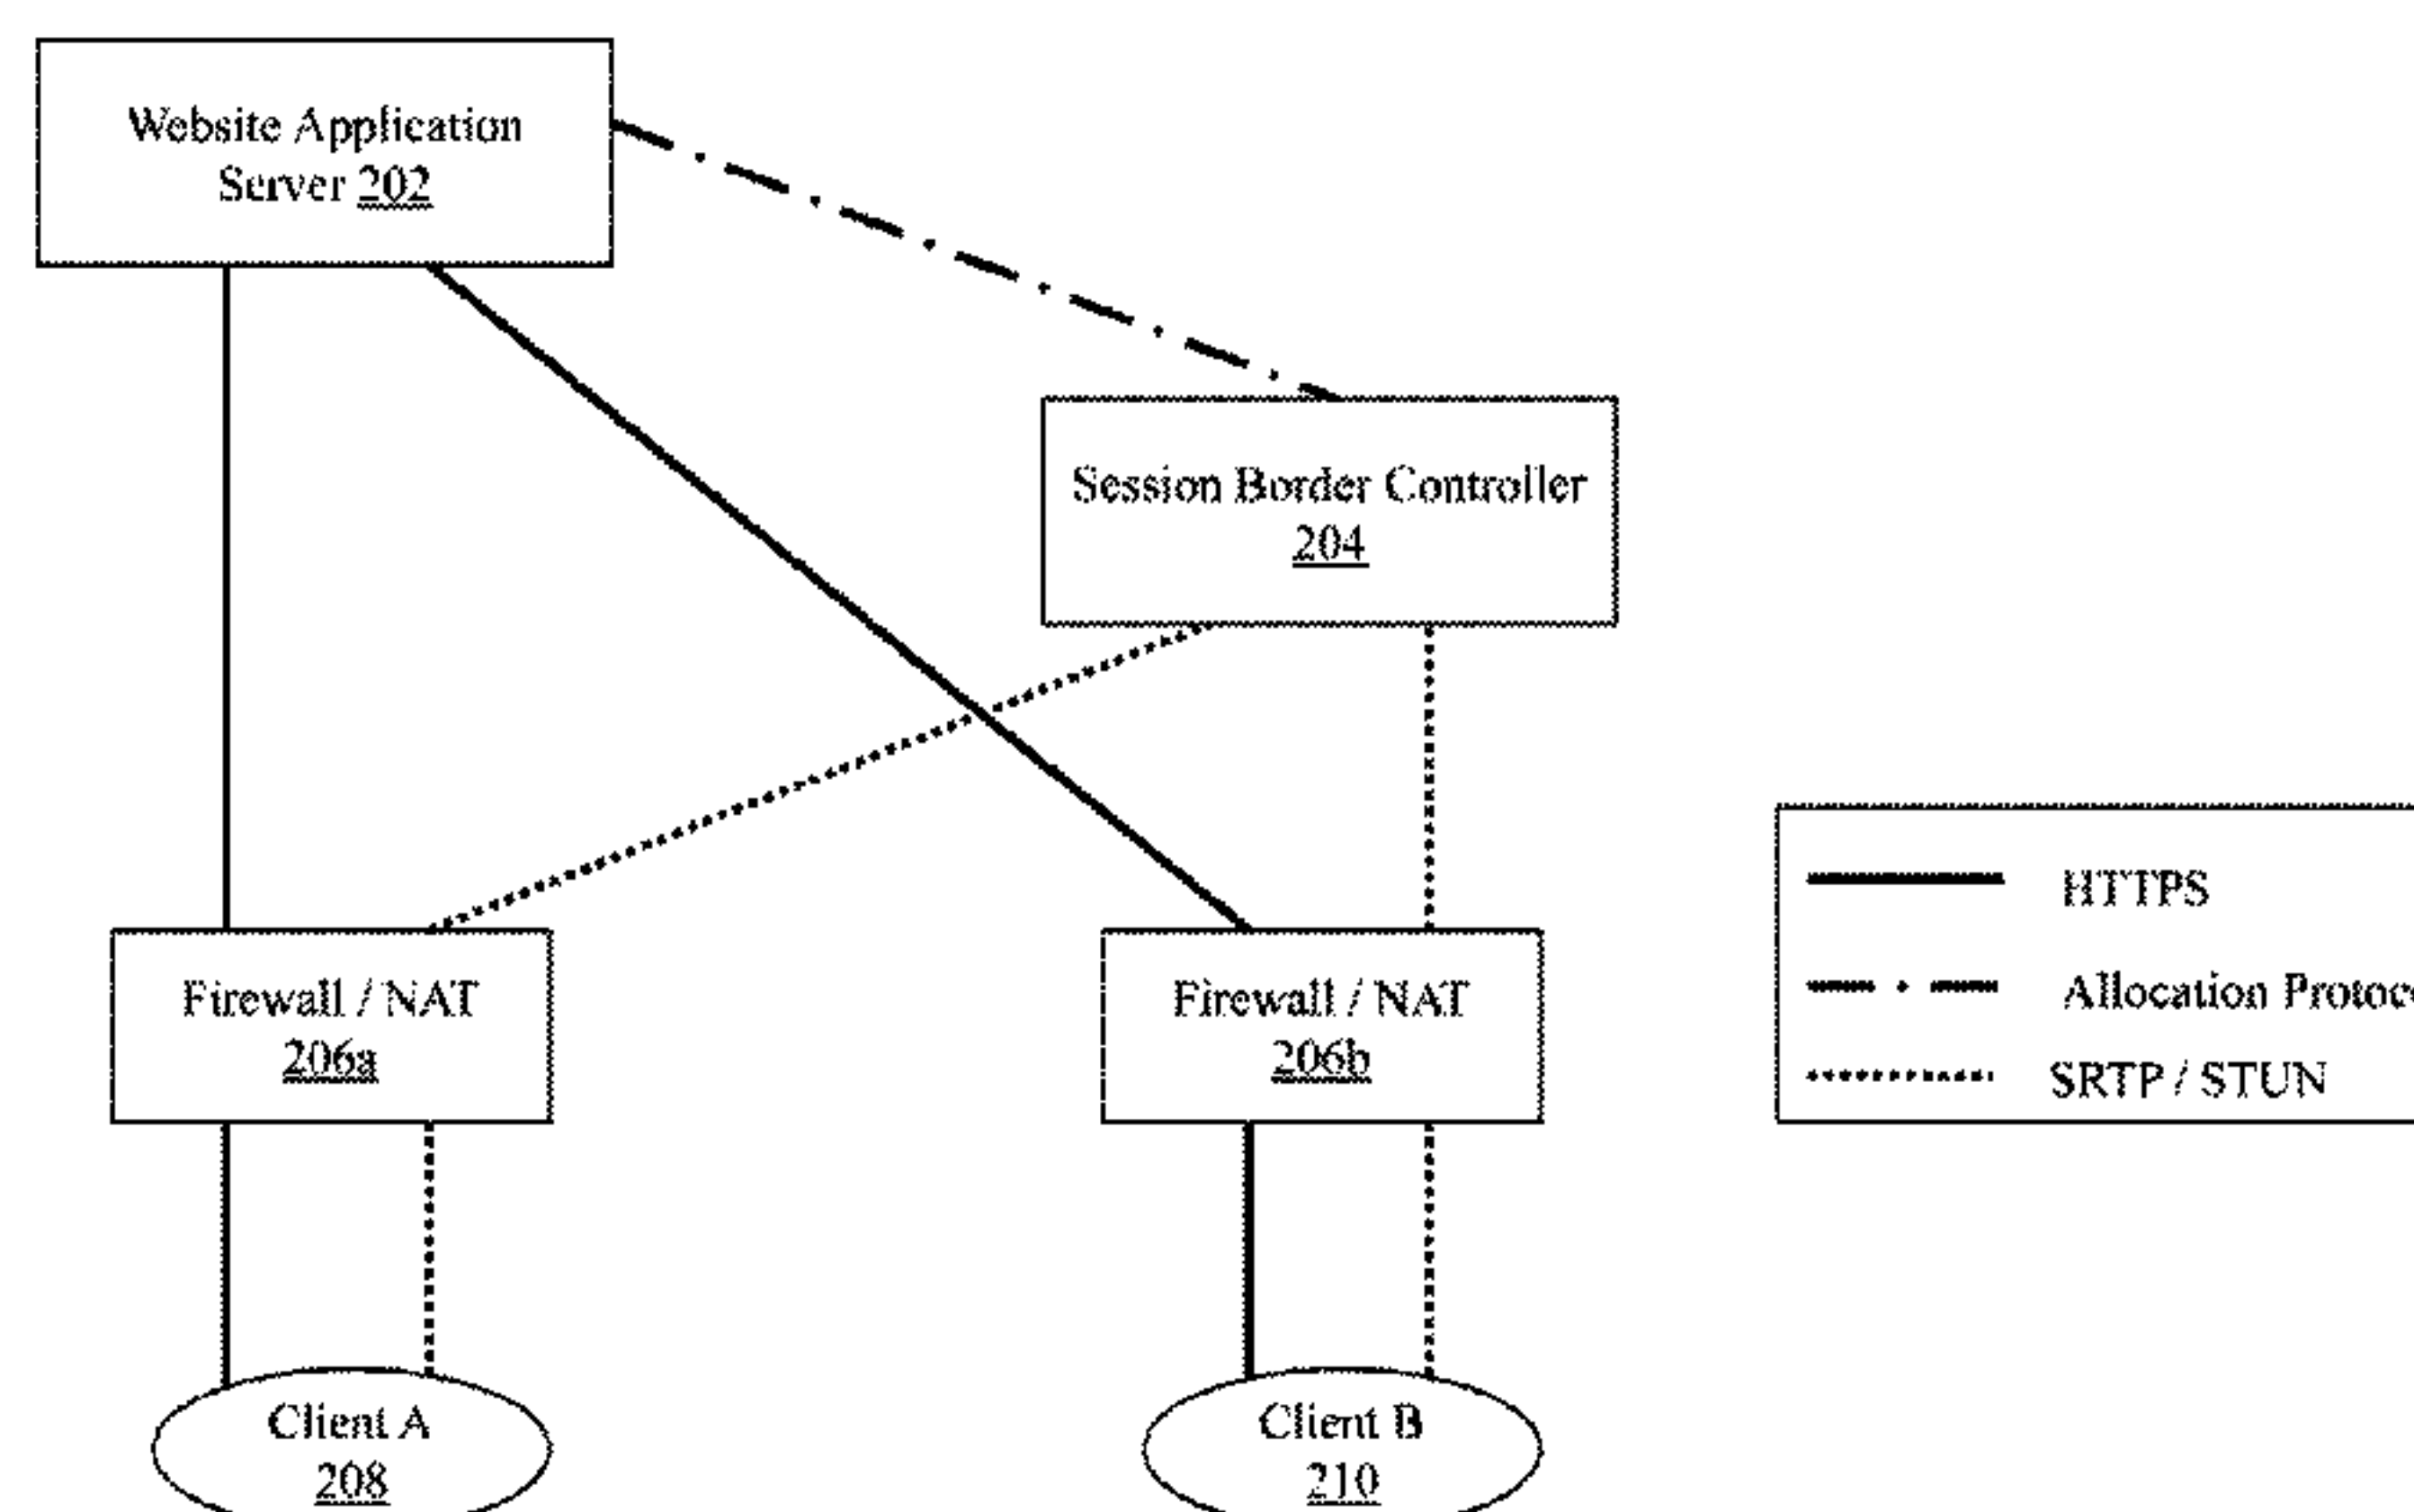 Website Application
Server 202
Session Border Controller
204
Firewall / NAT
206a
Firewall / NAT
206b
HTTPS
Allocation Protoc
SRTP / STUN
Client A
208
Client B
210